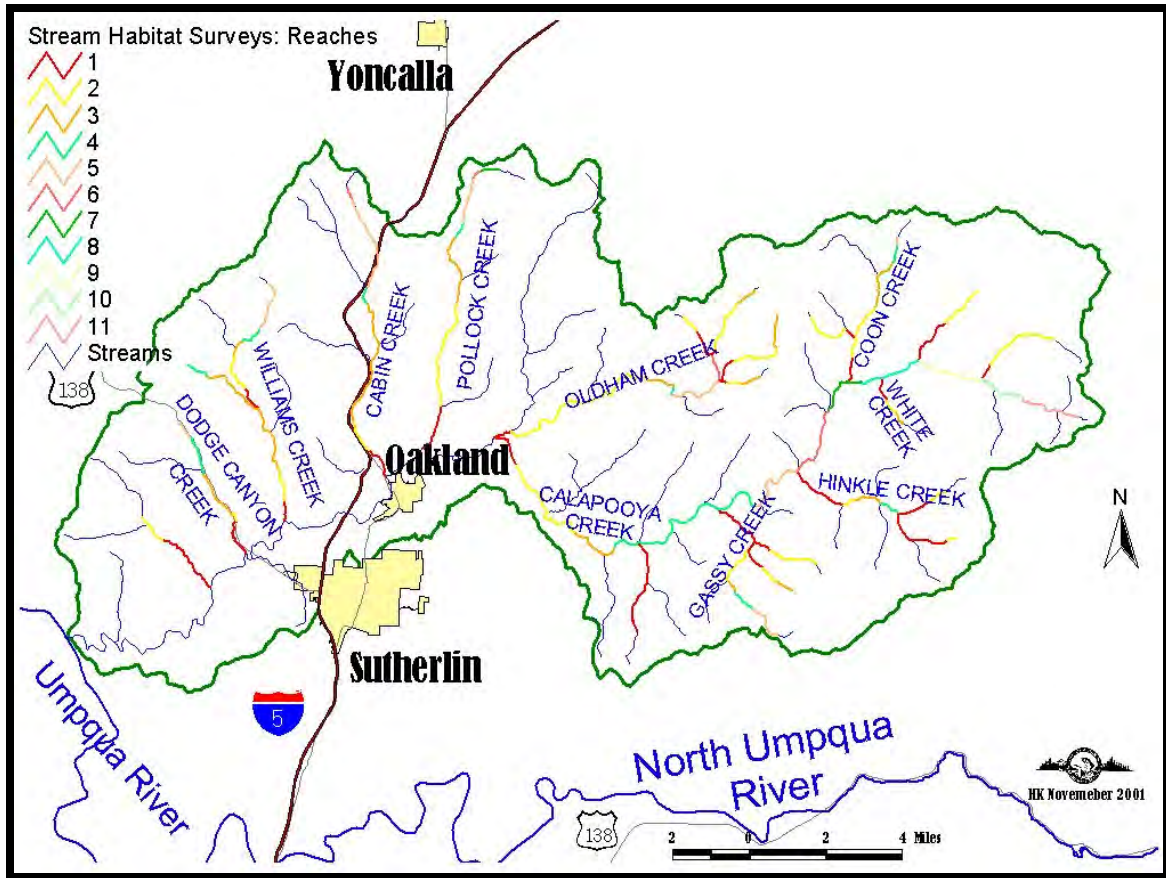 Stream Habitat Surveys: Reaches
1
2
3
4
5
6
7
8
9
10
11
Streams
138
Yoncalla
COON CREEK
POLLOCK CREEK
CABIN CREEK
WILLIAMS CREEK
OLDHAM CREEK
WHITE
CREEK
DODGE CANYON
CREEK
Oakland
HINKLE CREEK
CALAPOOYA
CREEK
GASSY CREEK
N
Sutherlin
5
Umpqua River
North Umpqua
River
138
HK Novemeber 2001
2 0 2 4 Miles